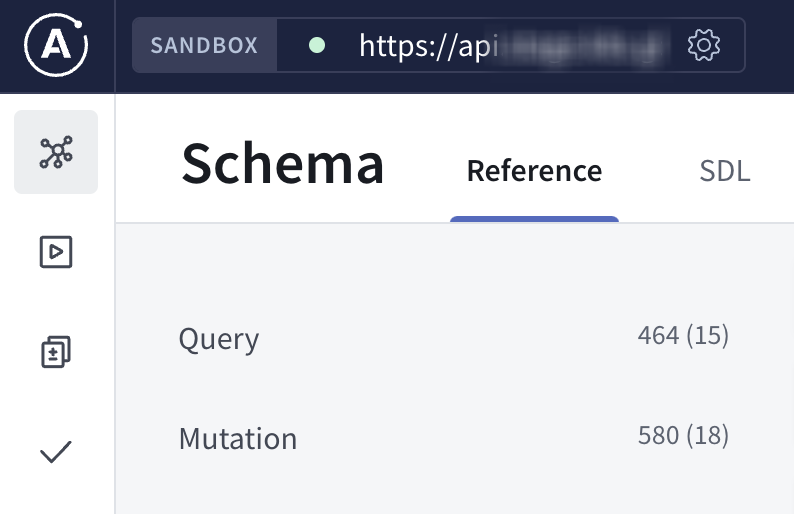 SANDBOX https://api
Schema Reference SDL
Query 464 (15)
Mutation 580 (18)